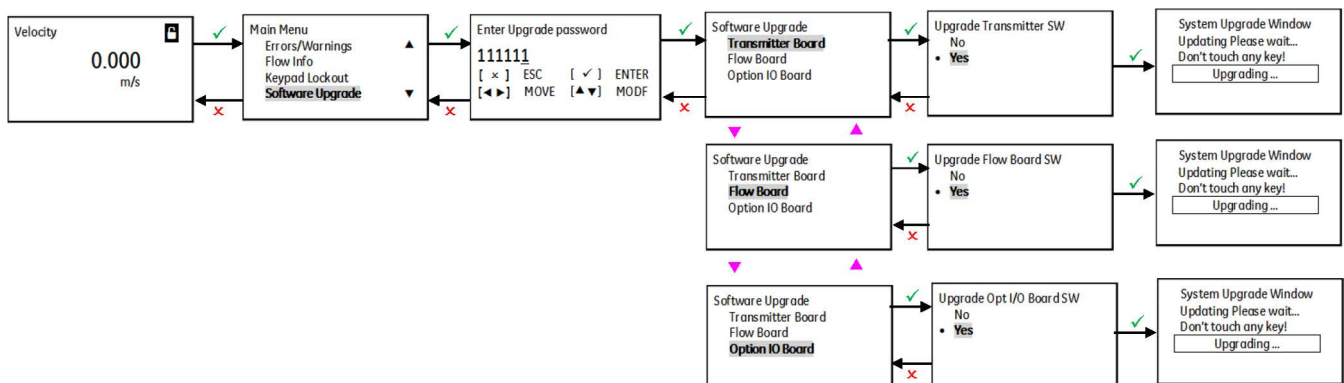 Velocity
0.000
m/s
Main Menu
Errors/Warnings
Flow Info
Keypad Lockout
Software Upgrade
Enter Upgrade password
111111
[ × ] ESC [ ✓ ] ENTER
[◄ ►] MOVE [▲ ▼] MODF
Software Upgrade
Transmitter Board
Flow Board
Option IO Board
Upgrade Transmitter SW
No
• Yes
System Upgrade Window
Updating Please wait...
Don't touch any key!
Upgrading ...
Software Upgrade
Transmitter Board
Flow Board
Option IO Board
Upgrade Flow Board SW
No
• Yes
System Upgrade Window
Updating Please wait...
Don't touch any key!
Upgrading ...
Software Upgrade
Transmitter Board
Flow Board
Option IO Board
Upgrade Opt I/O Board SW
No
• Yes
System Upgrade Window
Updating Please wait...
Don't touch any key!
Upgrading ...